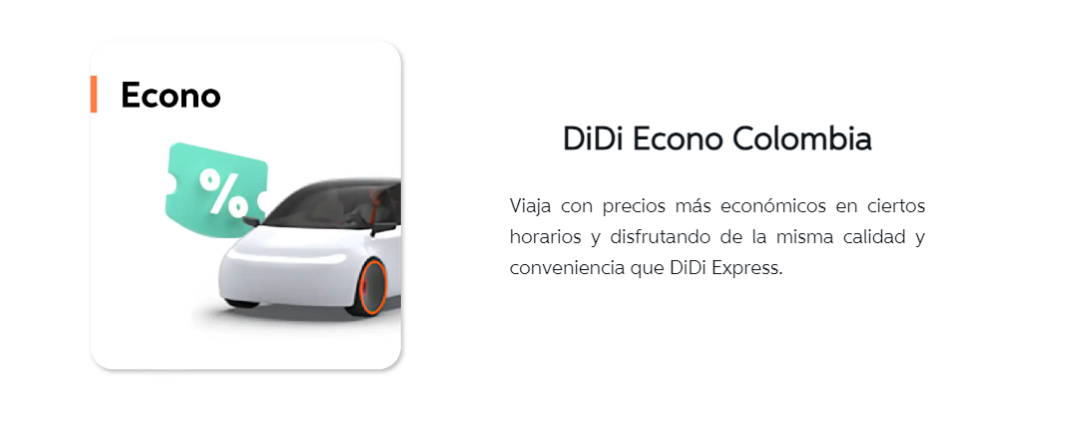 Econo
%
DiDi Econo Colombia
Viaja con precios más económicos en ciertos
horarios y disfrutando de la misma calidad y
conveniencia que DiDi Express.